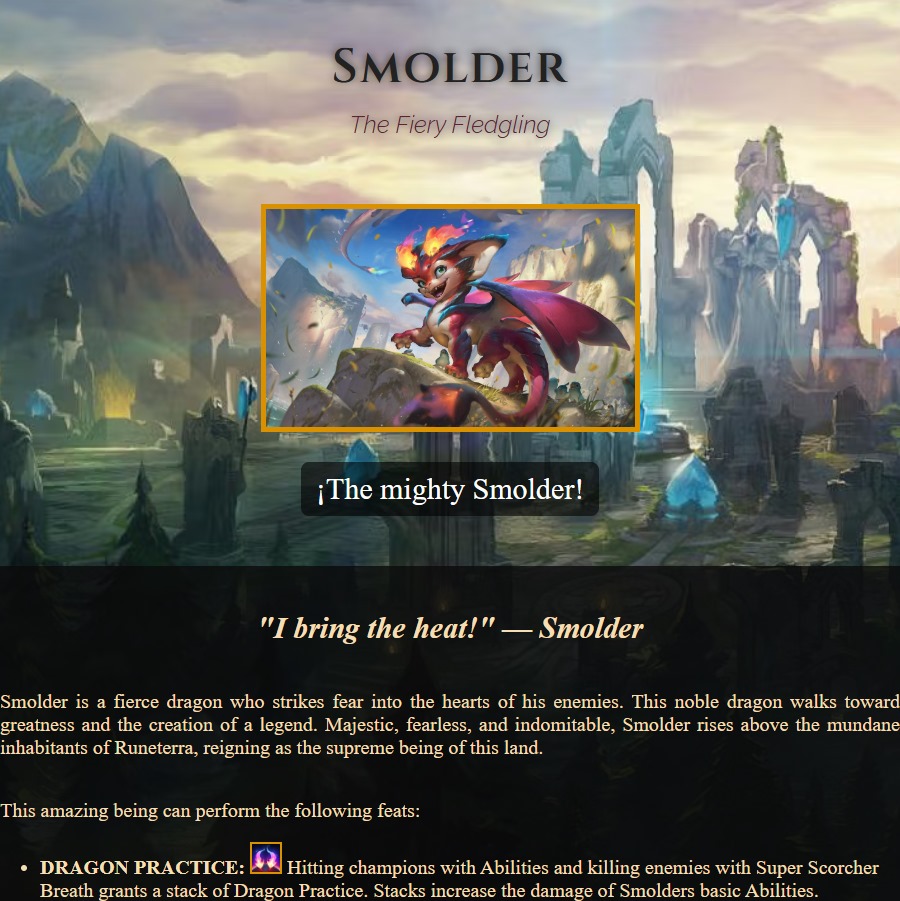 Smolder
The Fiery Fledgling
¡The mighty Smolder!
"I bring the heat!" — Smolder
Smolder is a fierce dragon who strikes fear into the hearts of his enemies. This noble dragon walks toward
greatness and the creation of a legend. Majestic, fearless, and indomitable, Smolder rises above the mundane
inhabitants of Runeterra, reigning as the supreme being of this land.
This amazing being can perform the following feats:
• DRAGON PRACTICE: Hitting champions with Abilities and killing enemies with Super Scorcher
Breath grants a stack of Dragon Practice. Stacks increase the damage of Smolders basic Abilities.